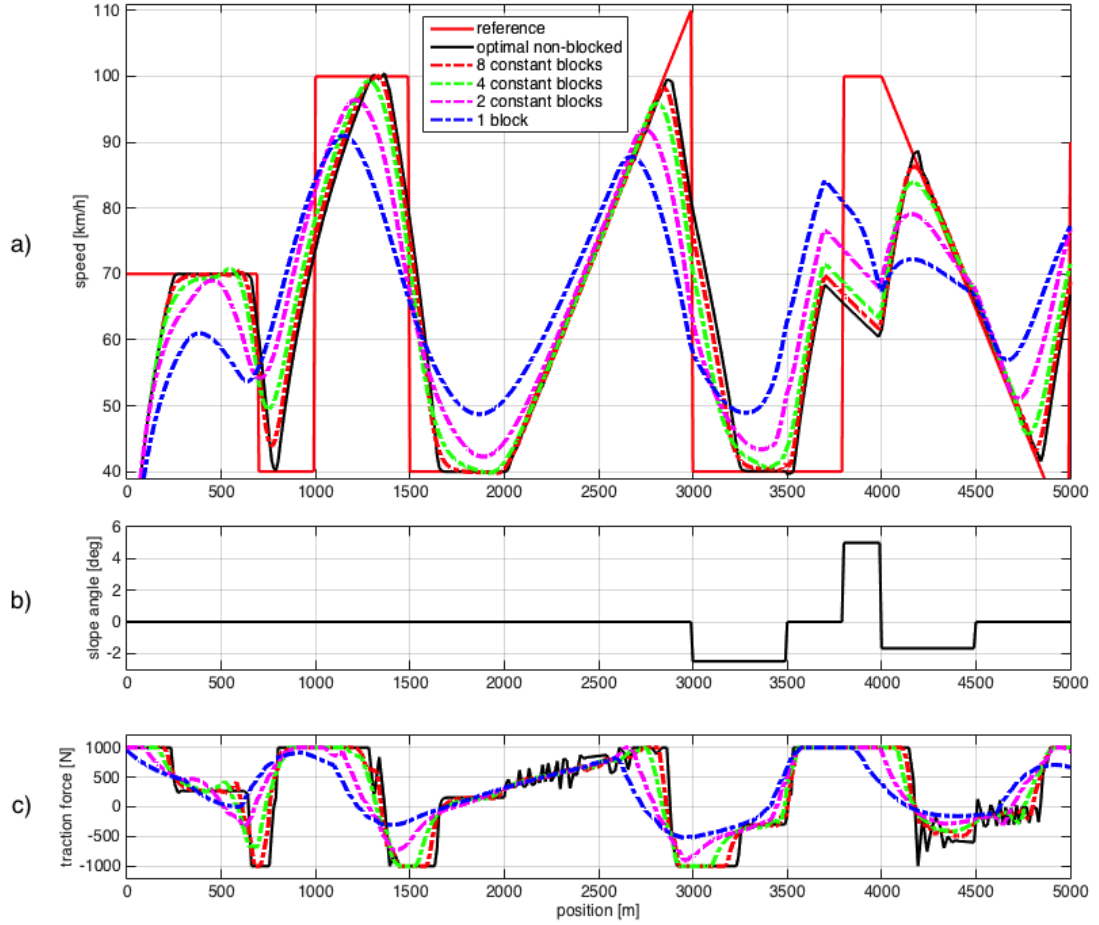 reference
optimal non-blocked
8 constant blocks
4 constant blocks
2 constant blocks
1 block
a)
speed [km/h]
110
100
90
80
70
60
50
40
0 500 1000 1500 2000 2500 3000 3500 4000 4500 5000
b)
slope angle [deg]
6
4
2
0
-2
0 500 1000 1500 2000 2500 3000 3500 4000 4500 5000
c)
traction force [N]
1000
500
0
-500
-1000
0 500 1000 1500 2000 2500 3000 3500 4000 4500 5000
position [m]